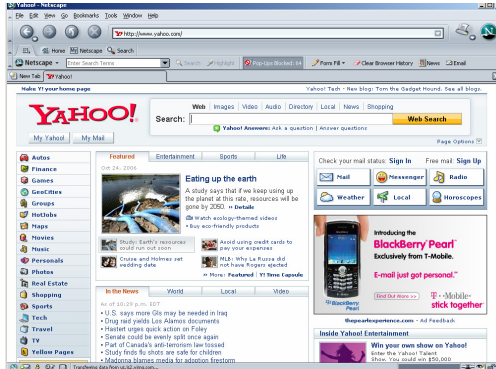 Yahoo! - Netscape
File Edit View Go Bookmarks Tools Window Help
http://www.yahoo.com/
Home Netscape Search
Netscape Enter Search Terms Search Highlight Pop-Ups Blocked: 64 Form Fill Clear Browser History News Email
New Tab Yahoo!
Make Y! your home page
Yahoo! Tech - New blog: Tom the Gadget Hound. See all blogs.
YAHOO!
Web Images Video Audio Directory Local News Shopping
Search: Web Search
Yahoo! Answers: Ask a question | Answer questions
My Yahoo! My Mail
Page Options
Autos
Finance
Games
GeoCities
Groups
HotJobs
Maps
Movies
Music
Personals
Photos
Real Estate
Shopping
Sports
Tech
Travel
TV
Yellow Pages
Featured Entertainment Sports Life
Oct 24, 2006
Eating up the earth
A study says that if we keep using up
the planet at this rate, resources will be
gone by 2050. » Details
Watch ecology-themed videos
• Buy eco-friendly products
Study: Earth's resources
could run out soon
Avoid using credit cards to
pay your expenses
Cruise and Holmes set
wedding date
MLB: Why La Russa did
not have Rogers ejected
» More: Featured | Y! Time Capsule
In the News World Local Video
As of 10:29 p.m. EDT
• U.S. says more GIs may be needed in Iraq
• Drug raid yields Los Alamos documents
• Hastert urges quick action on Foley
• Senate could be evenly split once again
• Part of Canada's anti-terrorism law tossed
• Study finds flu shots are safe for children
• Madonna blames media for adoption firestorm
Check your mail status: Sign In Free mail: Sign Up
Mail Messenger Radio
Weather Local Horoscopes
Introducing the
BlackBerry Pearl™
Exclusively from T-Mobile.
E-mail just got personal.™
Find Out More >>
BlackBerry Pearl
T-Mobile
stick together
thepearlexperience.com - Ad Feedback
Inside Yahoo! Entertainment
Win your own show on Yahoo!
Enter the Yahoo! Talent
Show. You could win $50,000